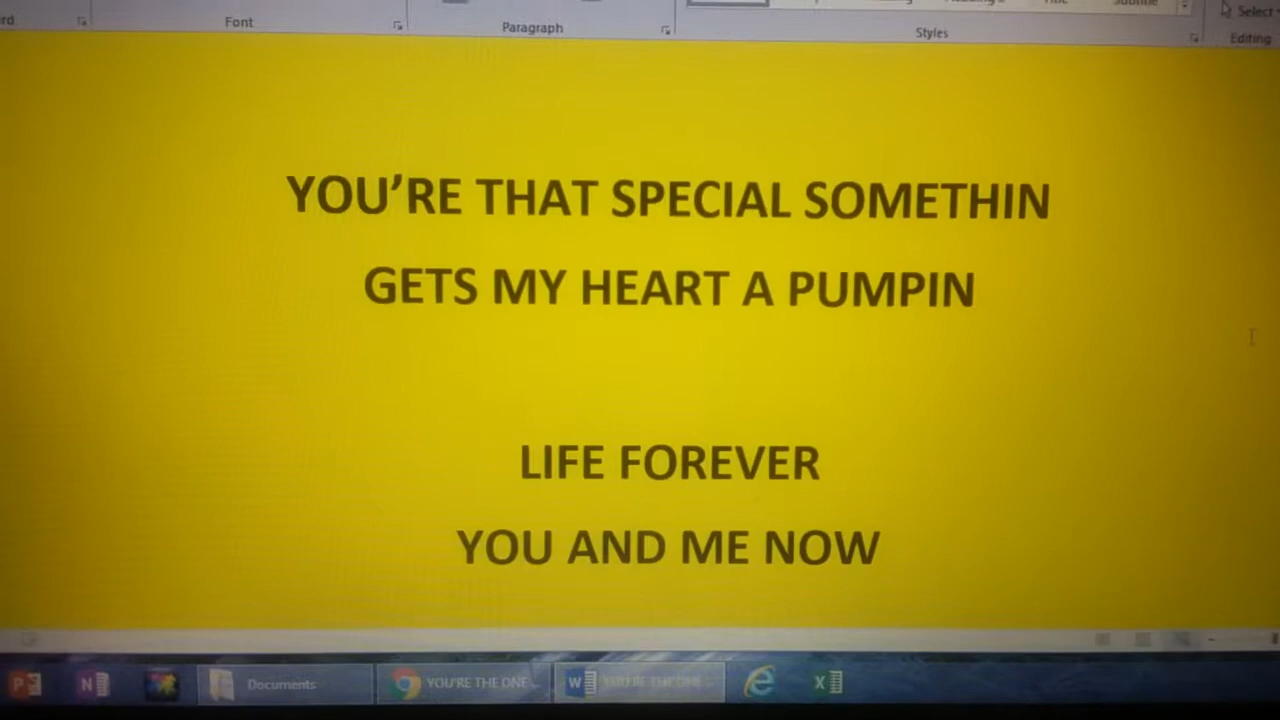 Font
Paragraph
Styles
Select
Editing
YOU'RE THAT SPECIAL SOMETHIN
GETS MY HEART A PUMPIN
LIFE FOREVER
YOU AND ME NOW
Documents
YOU'RE THE ONE
YOU'RE THE ONE